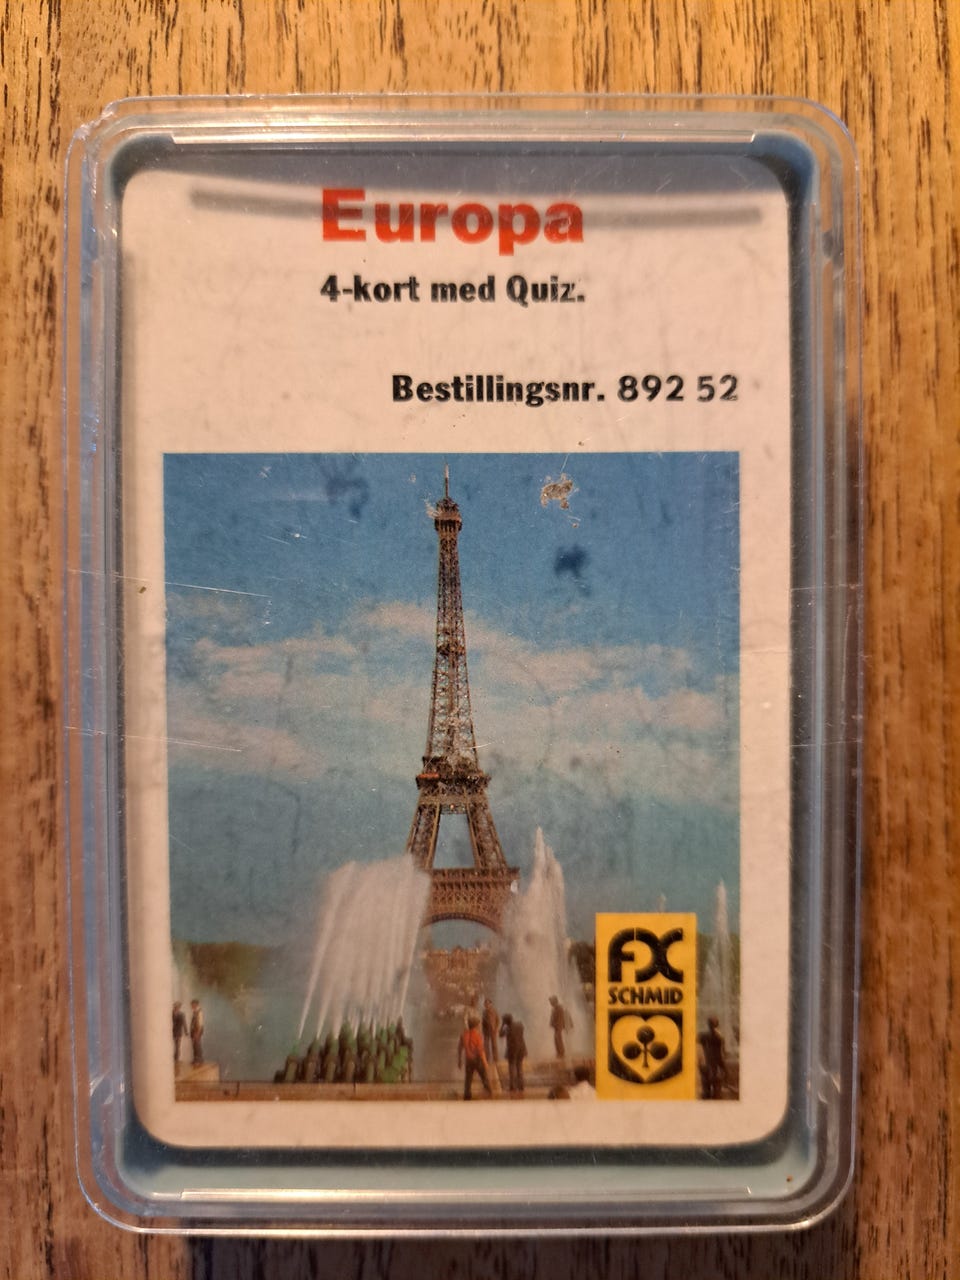 Europa
4-kort med Quiz.
Bestillingsnr. 892 52
FX
SCHMID